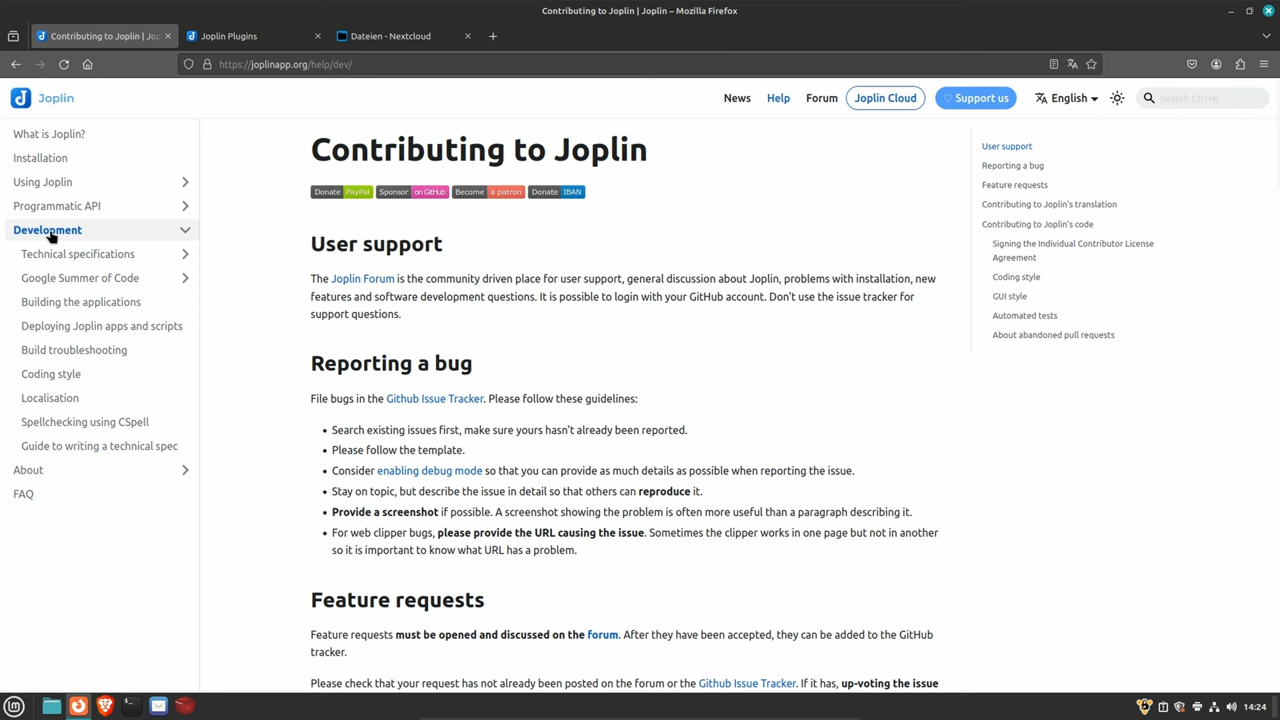 Contributing to Joplin | Joplin – Mozilla Firefox
Contributing to Joplin | Jop
Joplin Plugins
Dateien - Nextcloud
https://joplinapp.org/help/dev/
Joplin
News
Help
Forum
Joplin Cloud
♡ Support us
English
Search Ctrl+K
What is Joplin?
Installation
Using Joplin
Programmatic API
Development
Technical specifications
Google Summer of Code
Building the applications
Deploying Joplin apps and scripts
Build troubleshooting
Coding style
Localisation
Spellchecking using CSpell
Guide to writing a technical spec
About
FAQ
Contributing to Joplin
Donate PayPal Sponsor on GitHub Become a patron Donate IBAN
User support
The Joplin Forum is the community driven place for user support, general discussion about Joplin, problems with installation, new
features and software development questions. It is possible to login with your GitHub account. Don't use the issue tracker for
support questions.
Reporting a bug
File bugs in the Github Issue Tracker. Please follow these guidelines:
• Search existing issues first, make sure yours hasn't already been reported.
• Please follow the template.
• Consider enabling debug mode so that you can provide as much details as possible when reporting the issue.
• Stay on topic, but describe the issue in detail so that others can reproduce it.
• Provide a screenshot if possible. A screenshot showing the problem is often more useful than a paragraph describing it.
• For web clipper bugs, please provide the URL causing the issue. Sometimes the clipper works in one page but not in another
so it is important to know what URL has a problem.
Feature requests
Feature requests must be opened and discussed on the forum. After they have been accepted, they can be added to the GitHub
tracker.
Please check that your request has not already been posted on the forum or the Github Issue Tracker. If it has, up-voting the issue
User support
Reporting a bug
Feature requests
Contributing to Joplin's translation
Contributing to Joplin's code
Signing the Individual Contributor License
Agreement
Coding style
GUI style
Automated tests
About abandoned pull requests
14:24